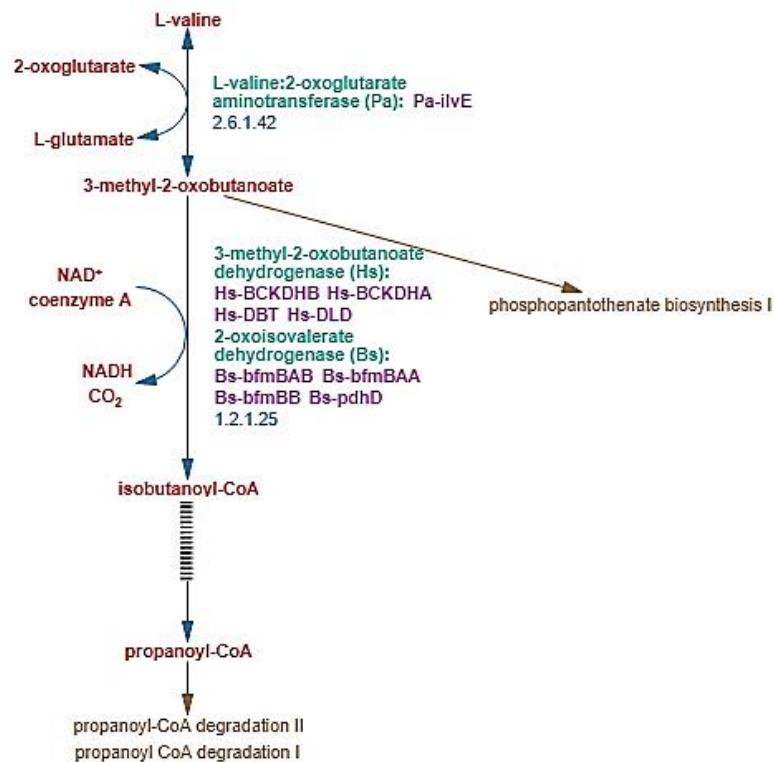 L-valine
2-oxoglutarate
L-valine:2-oxoglutarate
aminotransferase (Pa): Pa-ilvE
2.6.1.42
L-glutamate
3-methyl-2-oxobutanoate
3-methyl-2-oxobutanoate
dehydrogenase (Hs):
Hs-BCKDHB Hs-BCKDHA
Hs-DBT Hs-DLD
2-oxoisovalerate
dehydrogenase (Bs):
Bs-bfmBAB Bs-bfmBAA
Bs-bfmBB Bs-pdhD
1.2.1.25
NAD⁺
coenzyme A
phosphopantothenate biosynthesis I
NADH
CO₂
isobutanoyl-CoA
propanoyl-CoA
propanoyl-CoA degradation II
propanoyl CoA degradation I